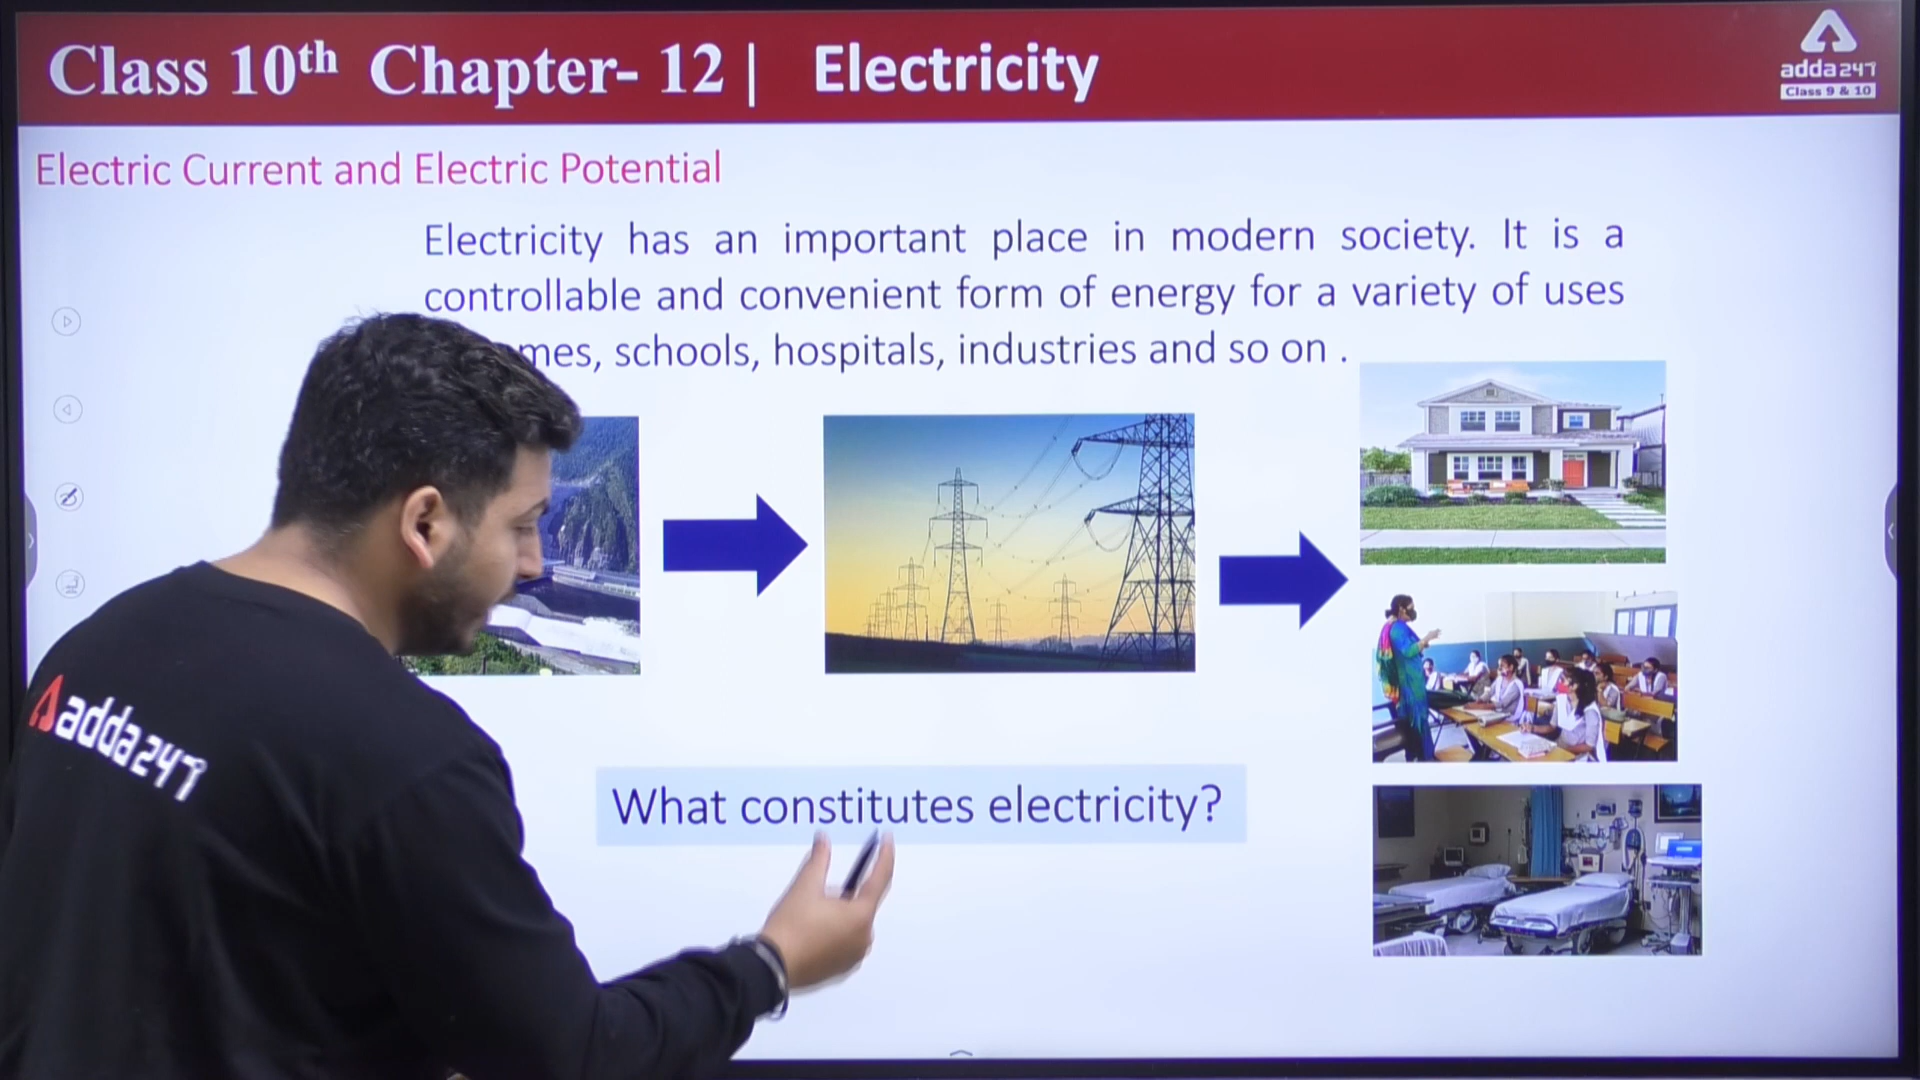 Class 10th Chapter- 12 | Electricity
adda247
Class 9 & 10
Electric Current and Electric Potential
Electricity has an important place in modern society. It is a
controllable and convenient form of energy for a variety of uses
schools, hospitals, industries and so on .
What constitutes electricity?
adda247